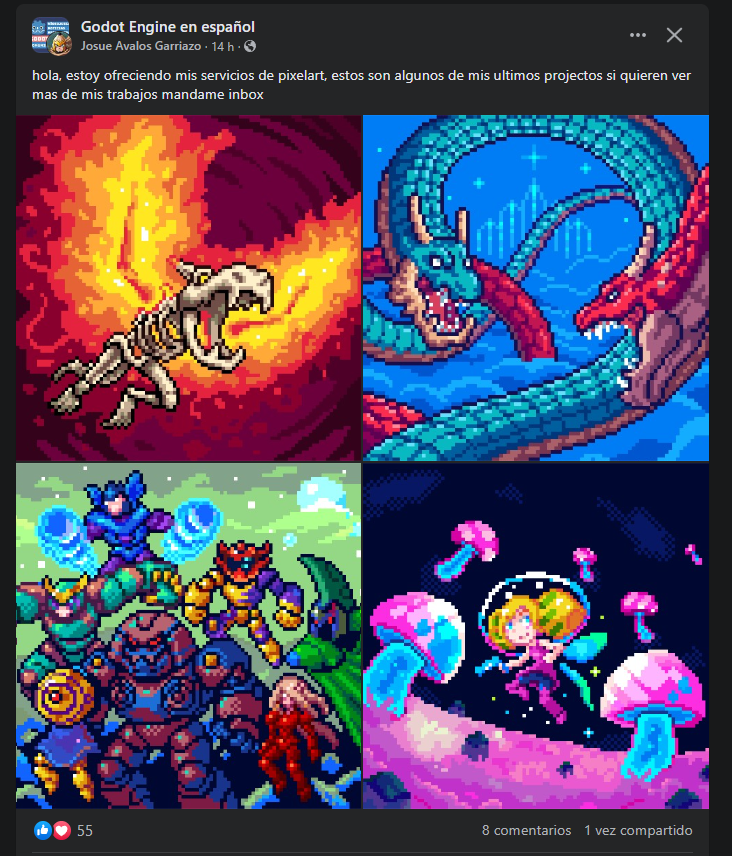 Godot Engine en español
Josue Avalos Garriazo · 14 h ·
hola, estoy ofreciendo mis servicios de pixelart, estos son algunos de mis ultimos projectos si quieren ver
mas de mis trabajos mandame inbox
55
8 comentarios 1 vez compartido